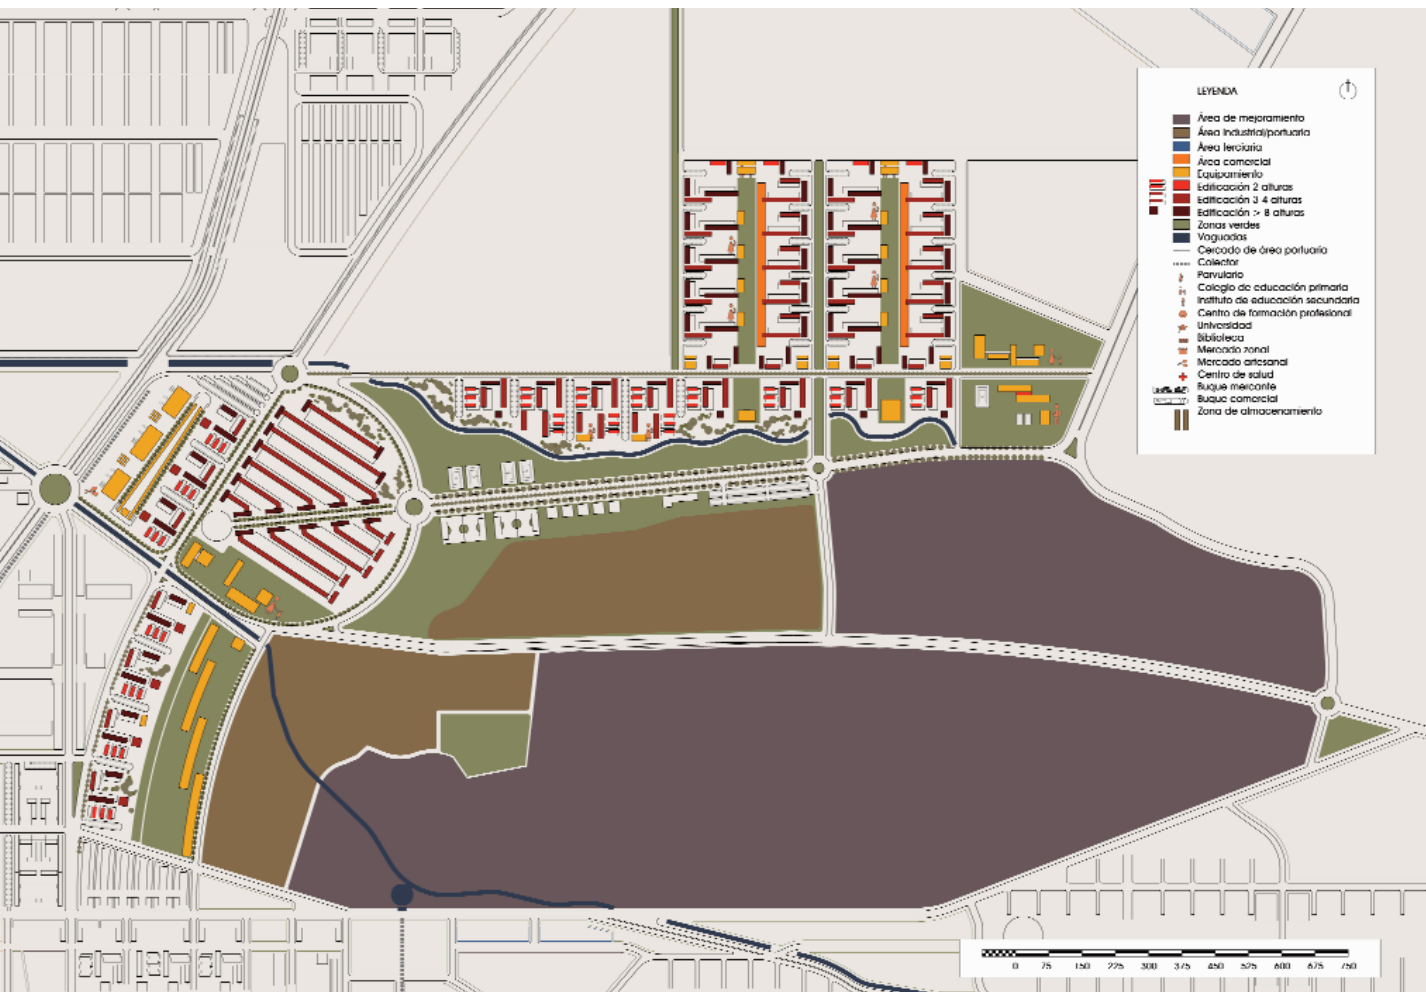 LEYENDA
Área de mejoramiento
Área industrial/portuaria
Área terciaria
Área comercial
Equipamiento
Edificación 2 alturas
Edificación 3 4 alturas
Edificación > 8 alturas
Zonas verdes
Vaguadas
Cercado de área portuaria
Colector
Parvulario
Colegio de educación primaria
Instituto de educación secundaria
Centro de formación profesional
Universidad
Biblioteca
Mercado zonal
Mercado artesanal
Centro de salud
Buque mercante
Buque comercial
Zona de almacenamiento
0 75 150 225 300 375 450 525 600 675 750